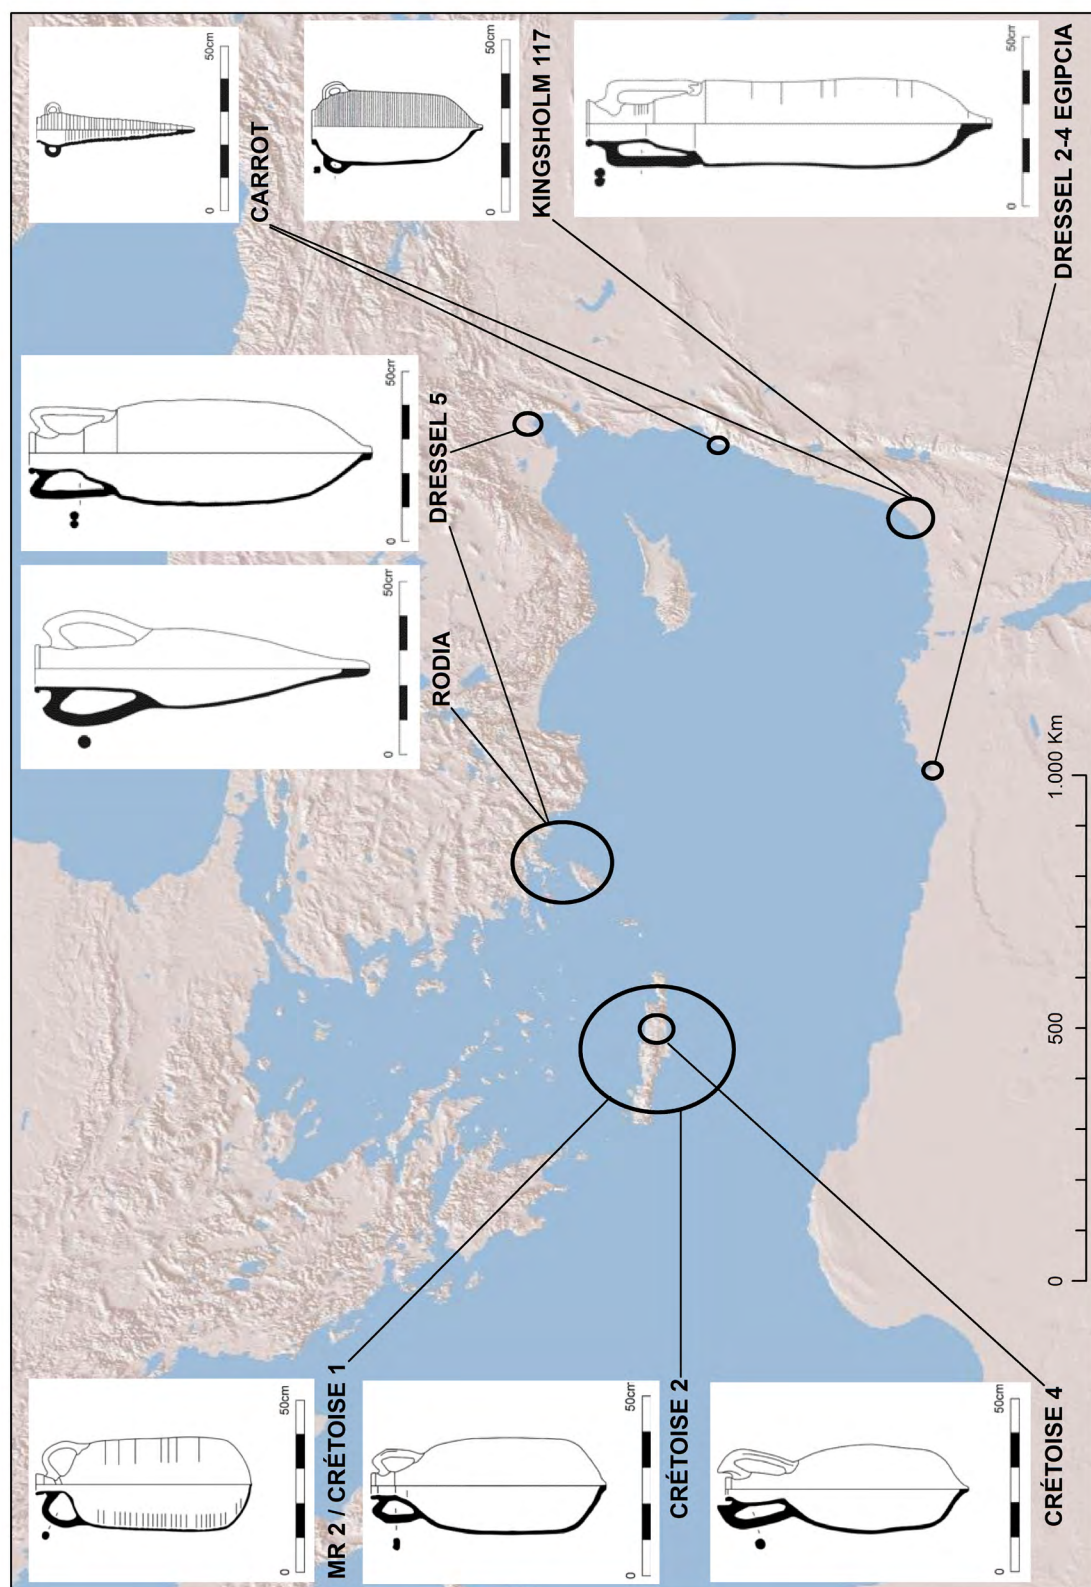 0 50cm
MR 2 / CRÉTOISE 1
0 50cm
CRÉTOISE 2
0 50cm
CRÉTOISE 4
0 50cm
RODIA
0 50cm
DRESSEL 5
0 50cm
CARROT
0 50cm
KINGSHOLM 117
0 50cm
DRESSEL 2-4 EGIPCIA
0 500 1.000 Km